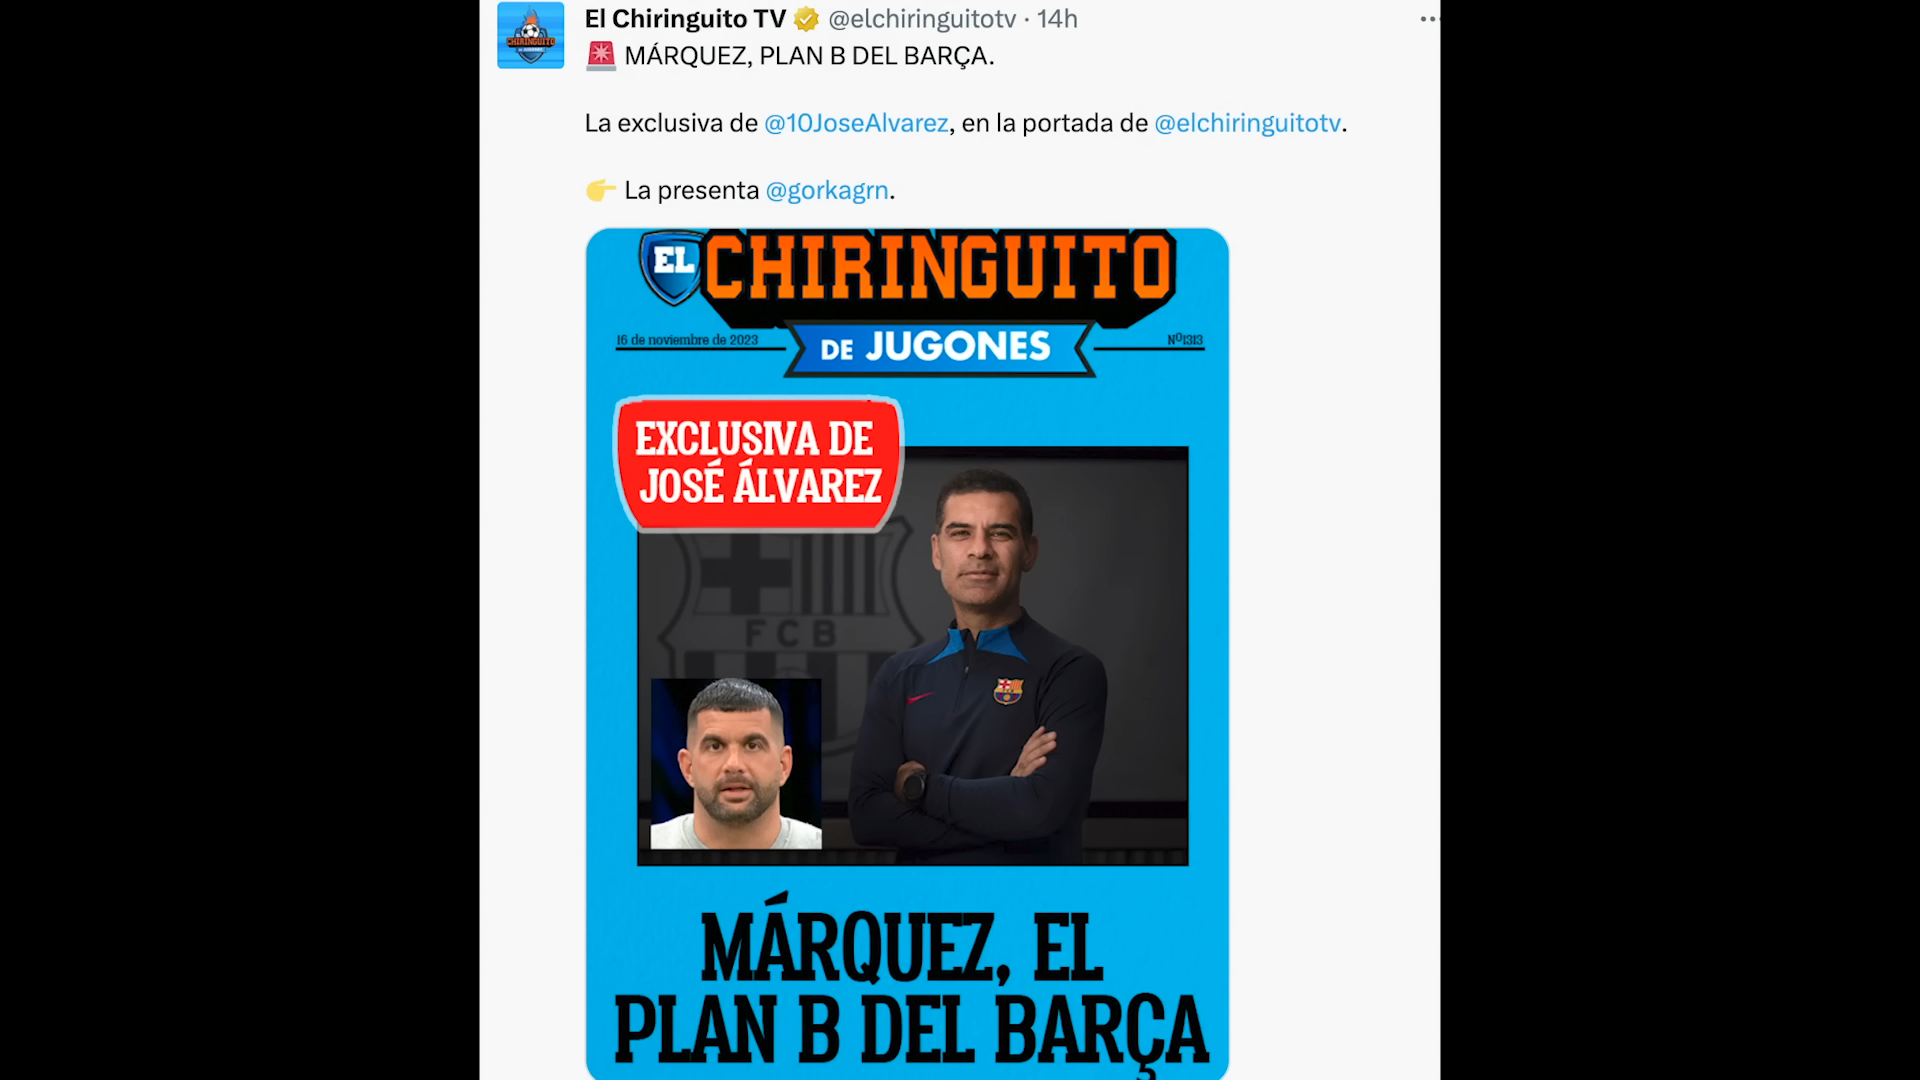 El Chiringuito TV @elchiringuitotv · 14h
🚨 MÁRQUEZ, PLAN B DEL BARÇA.
La exclusiva de @10JoseAlvarez, en la portada de @elchiringuitotv.
👉 La presenta @gorkagrn.
EL CHIRINGUITO
DE JUGONES
16 de noviembre de 2023
Nº1313
EXCLUSIVA DE
JOSÉ ÁLVAREZ
FCB
MÁRQUEZ, EL
PLAN B DEL BARÇA